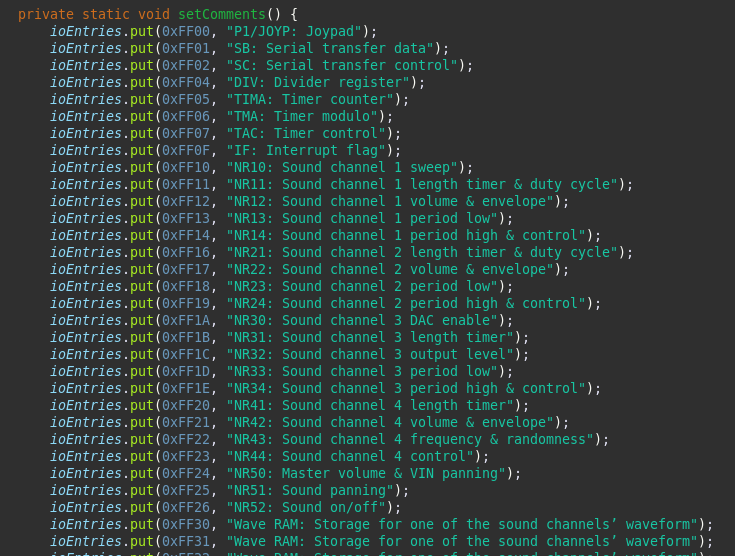 private static void setComments() {
ioEntries.put(0xFF00, "P1/JOYP: Joypad");
ioEntries.put(0xFF01, "SB: Serial transfer data");
ioEntries.put(0xFF02, "SC: Serial transfer control");
ioEntries.put(0xFF04, "DIV: Divider register");
ioEntries.put(0xFF05, "TIMA: Timer counter");
ioEntries.put(0xFF06, "TMA: Timer modulo");
ioEntries.put(0xFF07, "TAC: Timer control");
ioEntries.put(0xFF0F, "IF: Interrupt flag");
ioEntries.put(0xFF10, "NR10: Sound channel 1 sweep");
ioEntries.put(0xFF11, "NR11: Sound channel 1 length timer & duty cycle");
ioEntries.put(0xFF12, "NR12: Sound channel 1 volume & envelope");
ioEntries.put(0xFF13, "NR13: Sound channel 1 period low");
ioEntries.put(0xFF14, "NR14: Sound channel 1 period high & control");
ioEntries.put(0xFF16, "NR21: Sound channel 2 length timer & duty cycle");
ioEntries.put(0xFF17, "NR22: Sound channel 2 volume & envelope");
ioEntries.put(0xFF18, "NR23: Sound channel 2 period low");
ioEntries.put(0xFF19, "NR24: Sound channel 2 period high & control");
ioEntries.put(0xFF1A, "NR30: Sound channel 3 DAC enable");
ioEntries.put(0xFF1B, "NR31: Sound channel 3 length timer");
ioEntries.put(0xFF1C, "NR32: Sound channel 3 output level");
ioEntries.put(0xFF1D, "NR33: Sound channel 3 period low");
ioEntries.put(0xFF1E, "NR34: Sound channel 3 period high & control");
ioEntries.put(0xFF20, "NR41: Sound channel 4 length timer");
ioEntries.put(0xFF21, "NR42: Sound channel 4 volume & envelope");
ioEntries.put(0xFF22, "NR43: Sound channel 4 frequency & randomness");
ioEntries.put(0xFF23, "NR44: Sound channel 4 control");
ioEntries.put(0xFF24, "NR50: Master volume & VIN panning");
ioEntries.put(0xFF25, "NR51: Sound panning");
ioEntries.put(0xFF26, "NR52: Sound on/off");
ioEntries.put(0xFF30, "Wave RAM: Storage for one of the sound channels’ waveform");
ioEntries.put(0xFF31, "Wave RAM: Storage for one of the sound channels’ waveform");